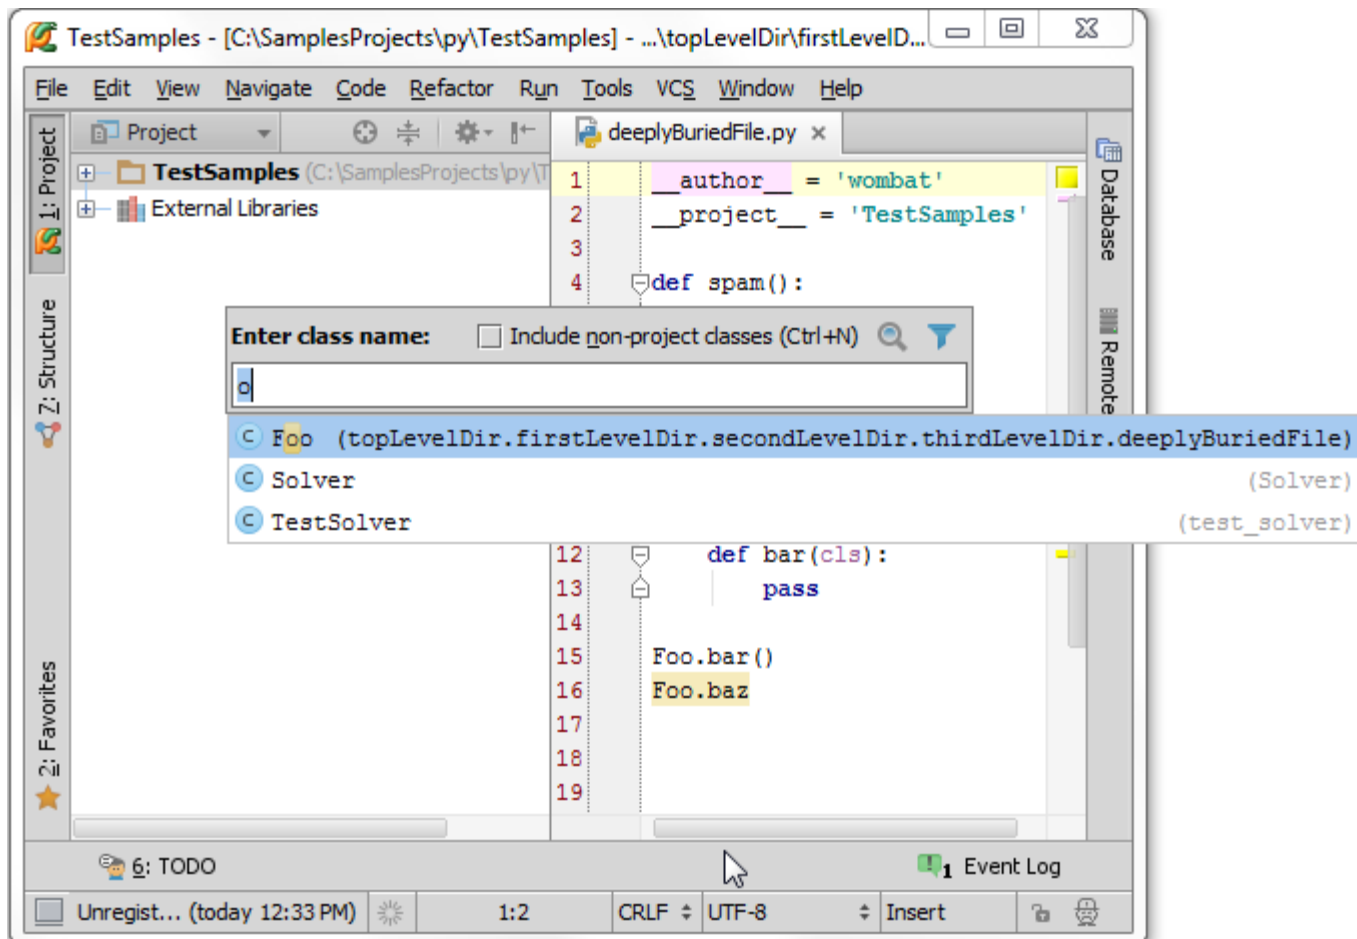 TestSamples - [C:\SamplesProjects\py\TestSamples] - ...\topLevelDir\firstLevelD...
File Edit View Navigate Code Refactor Run Tools VCS Window Help
1: Project
Z: Structure
2: Favorites
Project
TestSamples (C:\SamplesProjects\py\T
External Libraries
deeplyBuriedFile.py
1 __author__ = 'wombat'
2 __project__ = 'TestSamples'
3
4 def spam():
Enter class name: Include non-project classes (Ctrl+N)
o
C Foo (topLevelDir.firstLevelDir.secondLevelDir.thirdLevelDir.deeplyBuriedFile)
C Solver (Solver)
C TestSolver (test_solver)
12 def bar(cls):
13 pass
14
15 Foo.bar()
16 Foo.baz
17
18
19
Database
Remote
6: TODO
1 Event Log
Unregist... (today 12:33 PM) 1:2 CRLF UTF-8 Insert